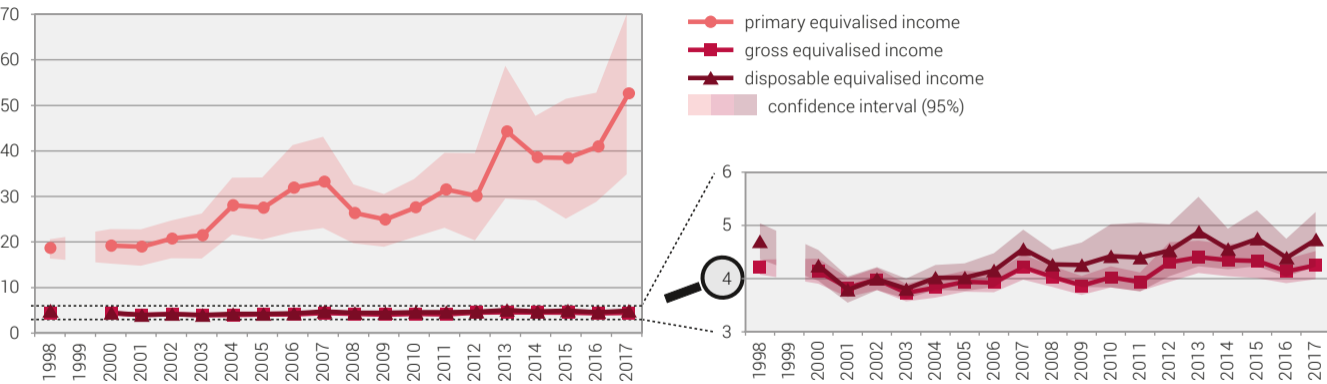 70
60
50
40
30
20
10
0
1998 1999 2000 2001 2002 2003 2004 2005 2006 2007 2008 2009 2010 2011 2012 2013 2014 2015 2016 2017
primary equivalised income
gross equivalised income
disposable equivalised income
confidence interval (95%)
6
5
4
3
1998 1999 2000 2001 2002 2003 2004 2005 2006 2007 2008 2009 2010 2011 2012 2013 2014 2015 2016 2017